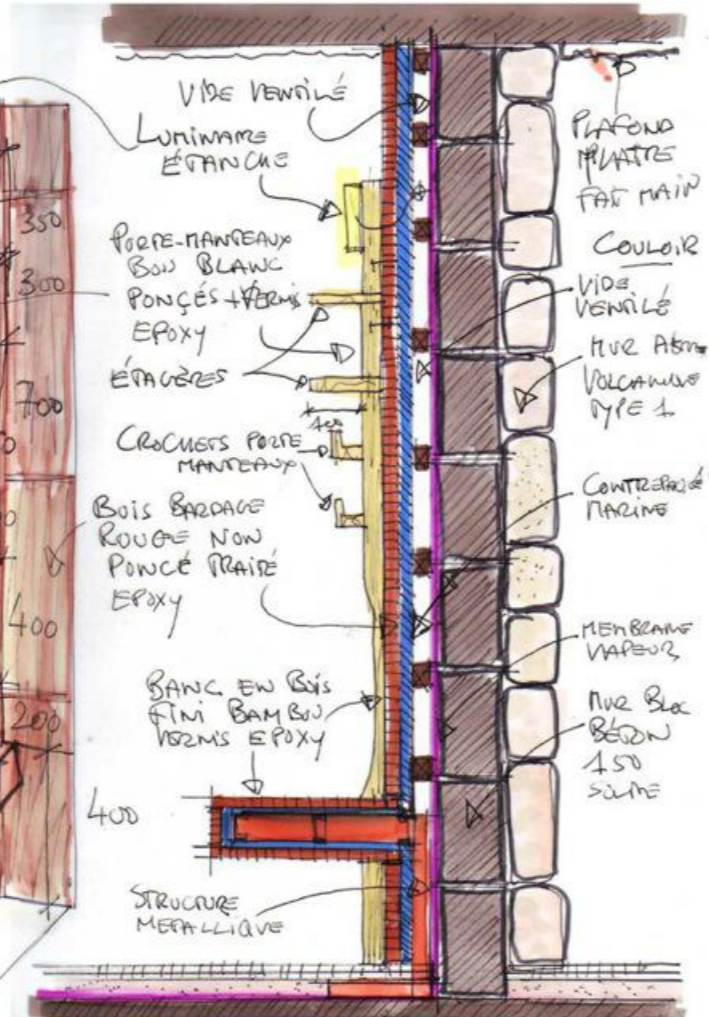 VIDE VENTILÉ
LUMINAIRE
ÉTANCHE
PORTE-MANTEAUX
BOIS BLANC
PONÇÉS + VERNIS
EPOXY
ÉTAGÈRES
100
CROCHETS PORTE
MANTEAUX
BOIS BARDAGE
ROUGE NON
PONCÉ TRAITÉ
EPOXY
BANC EN BOIS
FINI BAMBOU
VERNIS EPOXY
400
STRUCTURE
METALLIQUE
350
300
700
400
200
PLAFOND
PLATRE
FAIT MAIN
COULOIR
VIDE
VENTILÉ
MUR
VOLCANIQUE
TYPE 1
CONTREPLAQUÉ
MARINE
MEMBRANE
VAPEUR
MUR BLOC
BÉTON
150